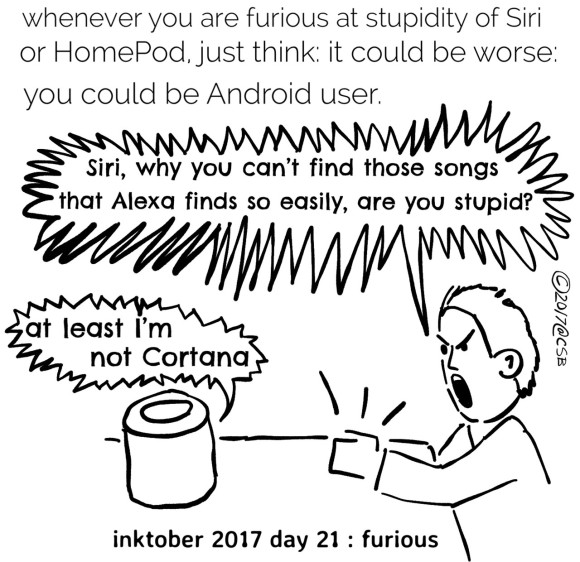 whenever you are furious at stupidity of Siri
or HomePod, just think: it could be worse:
you could be Android user.
Siri, why you can't find those songs
that Alexa finds so easily, are you stupid?
at least I'm
not Cortana
©2017@CSB
inktober 2017 day 21 : furious